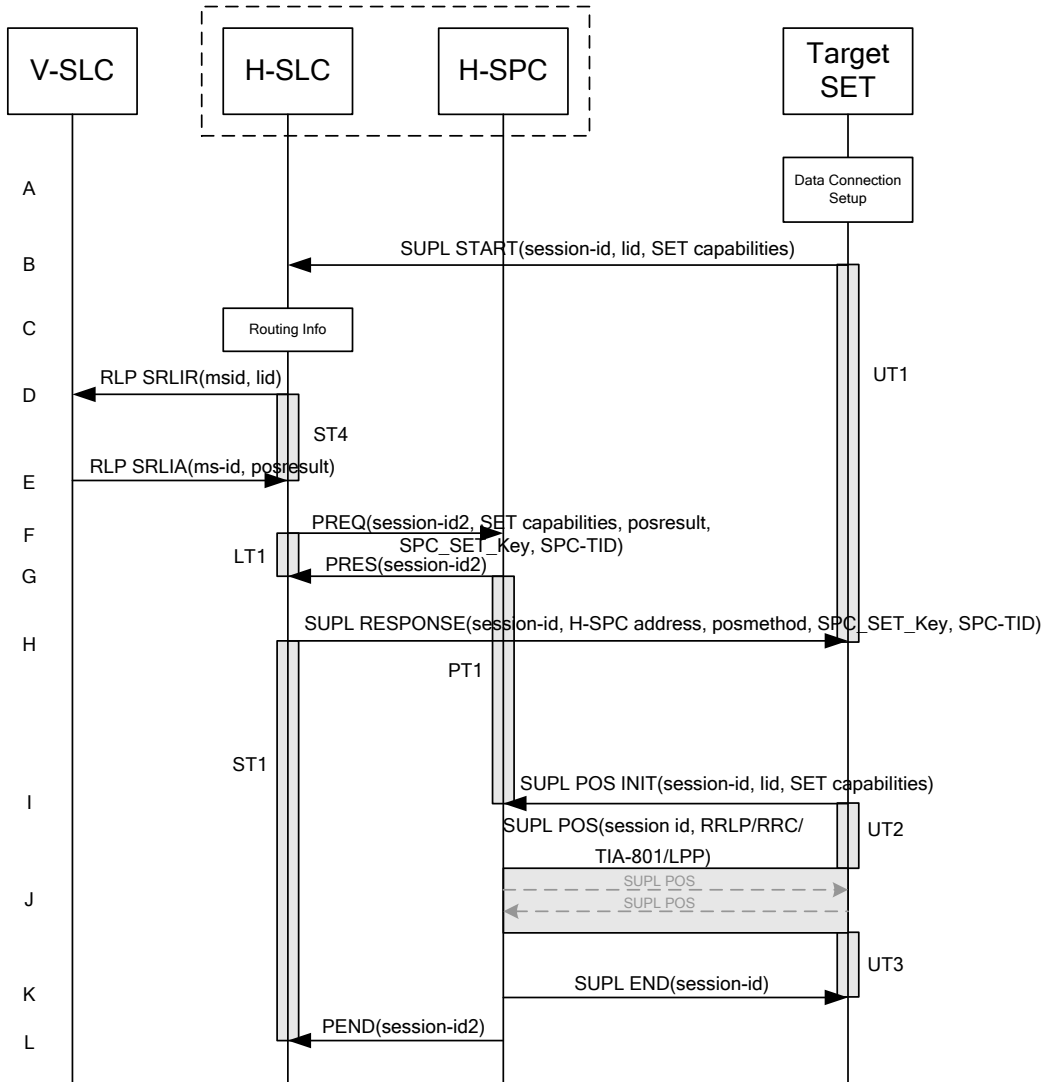 V-SLC
H-SLC
H-SPC
Target
SET
A
Data Connection
Setup
B
SUPL START(session-id, lid, SET capabilities)
C
Routing Info
UT1
D
RLP SRLIR(msid, lid)
ST4
E
RLP SRLIA(ms-id, posresult)
F
PREQ(session-id2, SET capabilities, posresult,
SPC_SET_Key, SPC-TID)
LT1
G
PRES(session-id2)
H
SUPL RESPONSE(session-id, H-SPC address, posmethod, SPC_SET_Key, SPC-TID)
PT1
ST1
I
SUPL POS INIT(session-id, lid, SET capabilities)
SUPL POS(session id, RRLP/RRC/
TIA-801/LPP)
UT2
J
SUPL POS
SUPL POS
UT3
K
SUPL END(session-id)
L
PEND(session-id2)